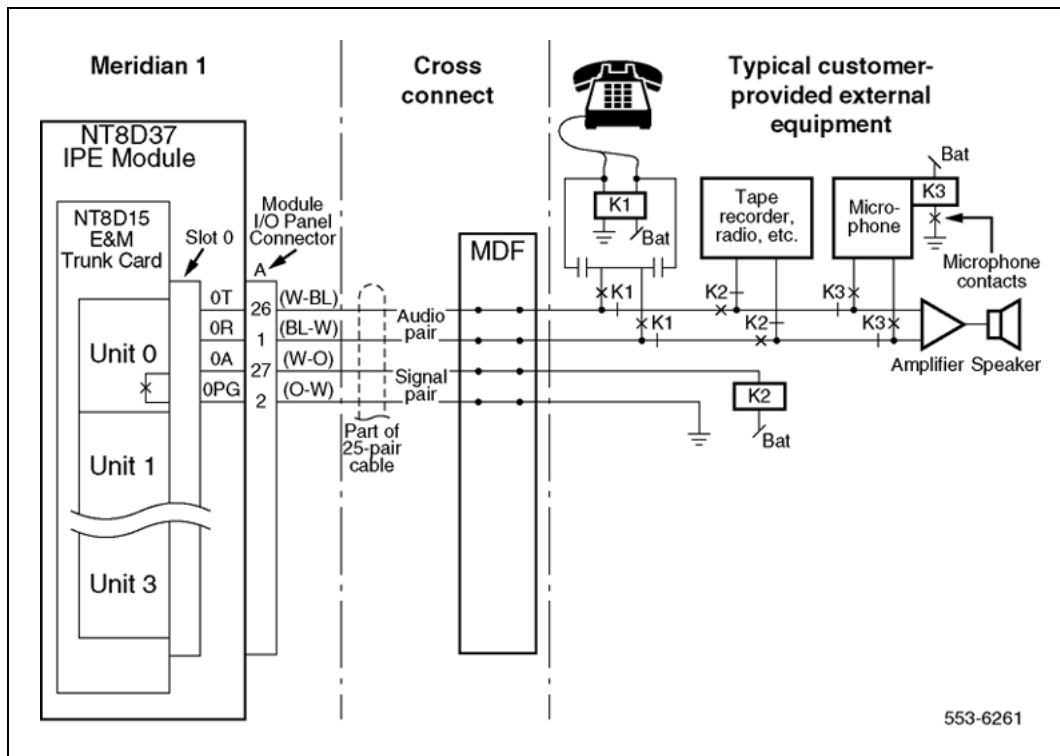 Meridian 1
Cross
connect
Typical customer-
provided external
equipment
NT8D37
IPE Module
NT8D15
E&M
Trunk Card
Slot 0
Module
I/O Panel
Connector
A
MDF
K1
Bat
Tape
recorder,
radio, etc.
Micro-
phone
Bat
K3
Microphone
contacts
0T
26
(W-BL)
Audio
pair
K1
K2
K3
0R
1
(BL-W)
K1
K2
K3
Amplifier
Speaker
Unit 0
0A
27
(W-O)
Signal
pair
0PG
2
(O-W)
K2
Bat
Part of
25-pair
cable
Unit 1
Unit 3
553-6261